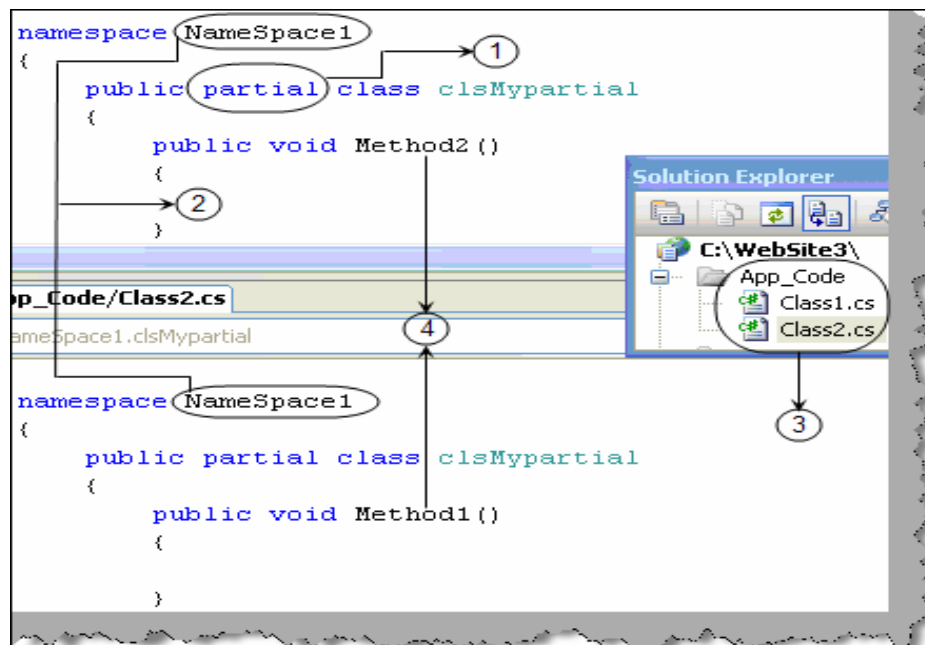 namespace NameSpace1
{
public partial class clsMypartial
{
public void Method2()
{
}
1
2
Solution Explorer
C:\WebSite3\
App_Code
Class1.cs
Class2.cs
3
pp_Code/Class2.cs
ameSpace1.clsMypartial
4
namespace NameSpace1
{
public partial class clsMypartial
{
public void Method1()
{
}